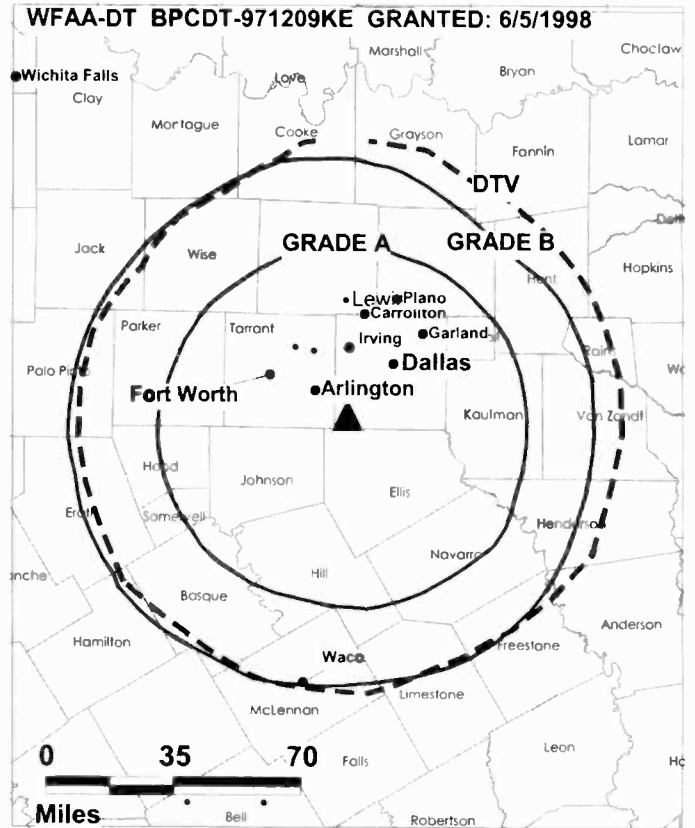 WFAA-DT BPCDT-971209KE GRANTED: 6/5/1998
Marshall
Choctaw
Love
Bryan
Wichita Falls
Clay
Montague
Cooke
Grayson
Fannin
Lamar
DTV
GRADE A
GRADE B
Jack
Wise
Hunt
Hopkins
Lewis
Plano
Carrollton
Parker
Tarrant
Irving
Garland
Palo Pinto
Dallas
Fort Worth
Arlington
Kaufman
Van Zandt
Hood
Johnson
Ellis
Erath
Somervell
Henderson
Navarro
Hill
Bosque
Anderson
Hamilton
Freestone
Waco
Limestone
McLennan
0 35 70
Falls
Leon
Miles
Bell
Robertson